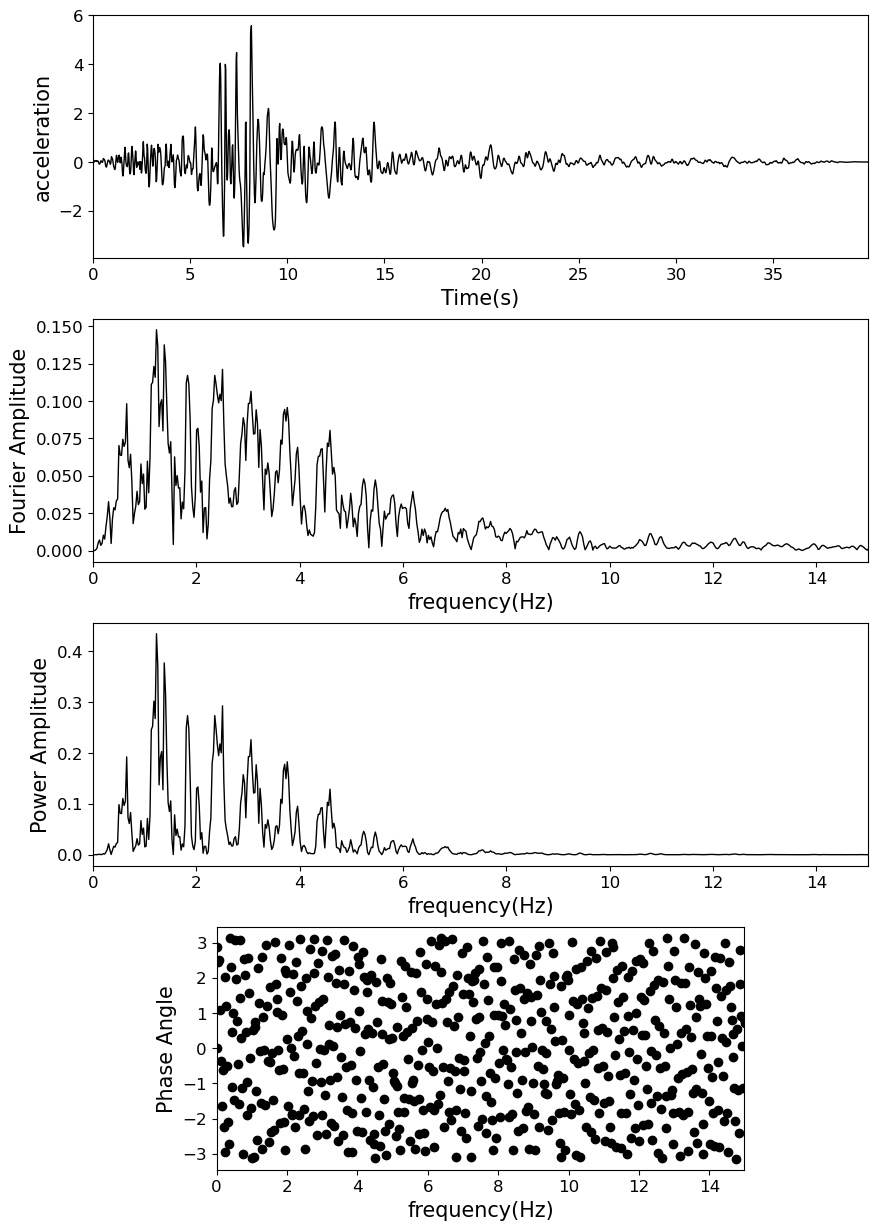 acceleration
6
4
2
0
−2
0 5 10 15 20 25 30 35
Time(s)
Fourier Amplitude
0.150
0.125
0.100
0.075
0.050
0.025
0.000
0 2 4 6 8 10 12 14
frequency(Hz)
Power Amplitude
0.4
0.3
0.2
0.1
0.0
0 2 4 6 8 10 12 14
frequency(Hz)
Phase Angle
3
2
1
0
−1
−2
−3
0 2 4 6 8 10 12 14
frequency(Hz)